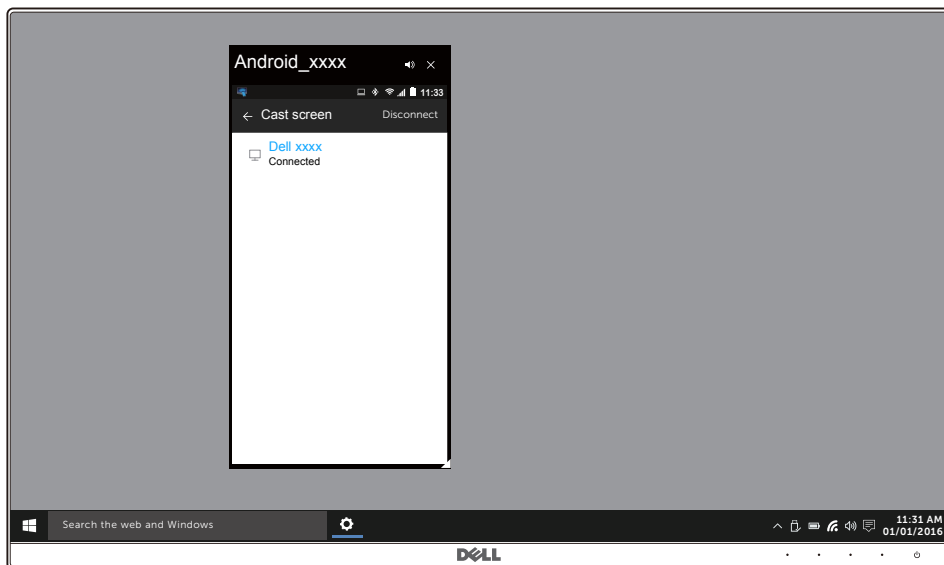 Android_xxxx
11:33
Cast screen Disconnect
Dell xxxx
Connected
Search the web and Windows
11:31 AM
01/01/2016
DELL